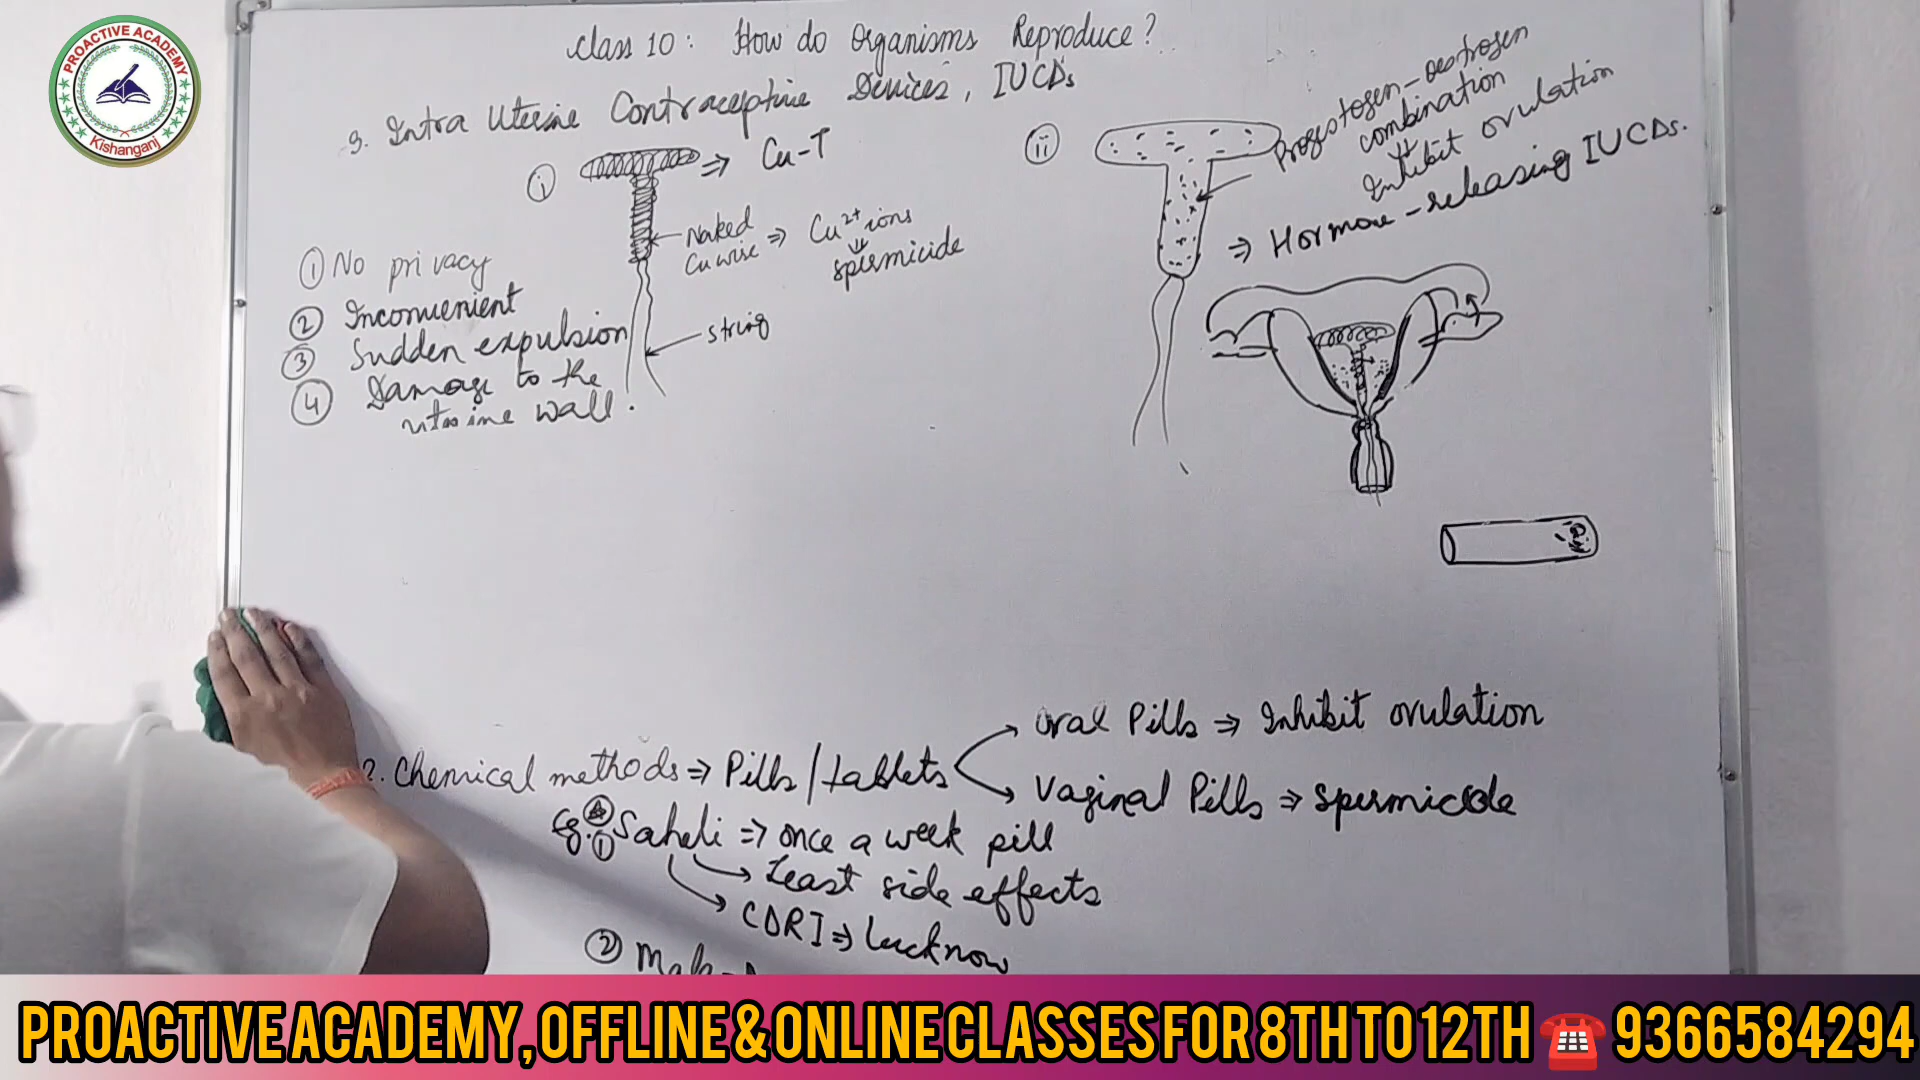 PROACTIVE ACADEMY
Kishanganj
Class 10: How do Organisms Reproduce?
3. Intra Uterine Contraceptive Devices, IUCDs
i
⇒ Cu-T
Naked
Cu wire ⇒ Cu²⁺ ions
⇓
spermicide
string
① No privacy
② Inconvenient
③ Sudden expulsion
④ Damage to the
uterine wall.
ii
Progestogen-oestrogen
combination
⇓
Inhibit ovulation
⇒ Hormone-releasing IUCDs.
2. Chemical methods ⇒ Pills/tablets
Oral Pills ⇒ Inhibit ovulation
Vaginal Pills ⇒ spermicide
Eg. ① Saheli ⇒ once a week pill
→ Least side effects
→ CDRI ⇒ Lucknow
② Mala-
PROACTIVE ACADEMY, OFFLINE & ONLINE CLASSES FOR 8TH TO 12TH ☎ 9366584294